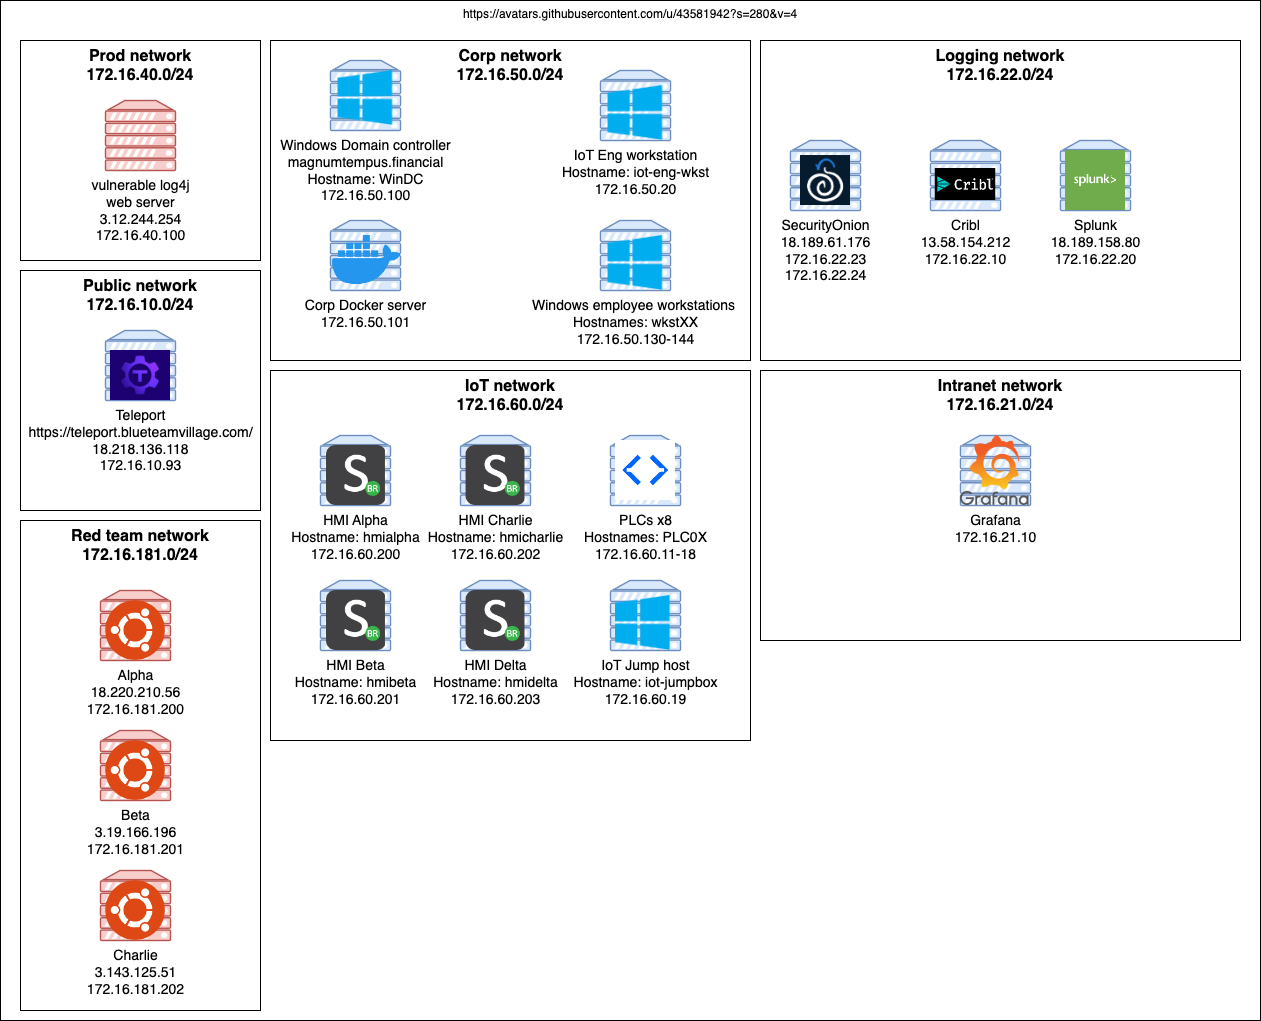 https://avatars.githubusercontent.com/u/43581942?s=280&v=4
Prod network
172.16.40.0/24
vulnerable log4j
web server
3.12.244.254
172.16.40.100
Public network
172.16.10.0/24
T
Teleport
https://teleport.blueteamvillage.com/
18.218.136.118
172.16.10.93
Red team network
172.16.181.0/24
Alpha
18.220.210.56
172.16.181.200
Beta
3.19.166.196
172.16.181.201
Charlie
3.143.125.51
172.16.181.202
Corp network
172.16.50.0/24
Windows Domain controller
magnumtempus.financial
Hostname: WinDC
172.16.50.100
IoT Eng workstation
Hostname: iot-eng-wkst
172.16.50.20
Corp Docker server
172.16.50.101
Windows employee workstations
Hostnames: wkstXX
172.16.50.130-144
IoT network
172.16.60.0/24
S
BR
HMI Alpha
Hostname: hmialpha
172.16.60.200
S
BR
HMI Charlie
Hostname: hmicharlie
172.16.60.202
PLCs x8
Hostnames: PLC0X
172.16.60.11-18
S
BR
HMI Beta
Hostname: hmibeta
172.16.60.201
S
BR
HMI Delta
Hostname: hmidelta
172.16.60.203
IoT Jump host
Hostname: iot-jumpbox
172.16.60.19
Logging network
172.16.22.0/24
SecurityOnion
18.189.61.176
172.16.22.23
172.16.22.24
Cribl
Cribl
13.58.154.212
172.16.22.10
splunk>
Splunk
18.189.158.80
172.16.22.20
Intranet network
172.16.21.0/24
Grafana
Grafana
172.16.21.10